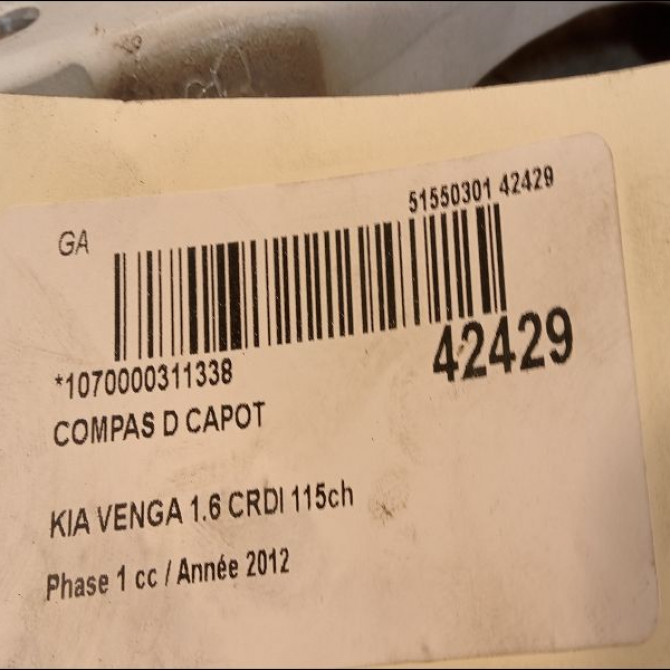 51550301 42429
GA
42429
*1070000311338
COMPAS D CAPOT
KIA VENGA 1.6 CRDI 115ch
Phase 1 cc / Année 2012